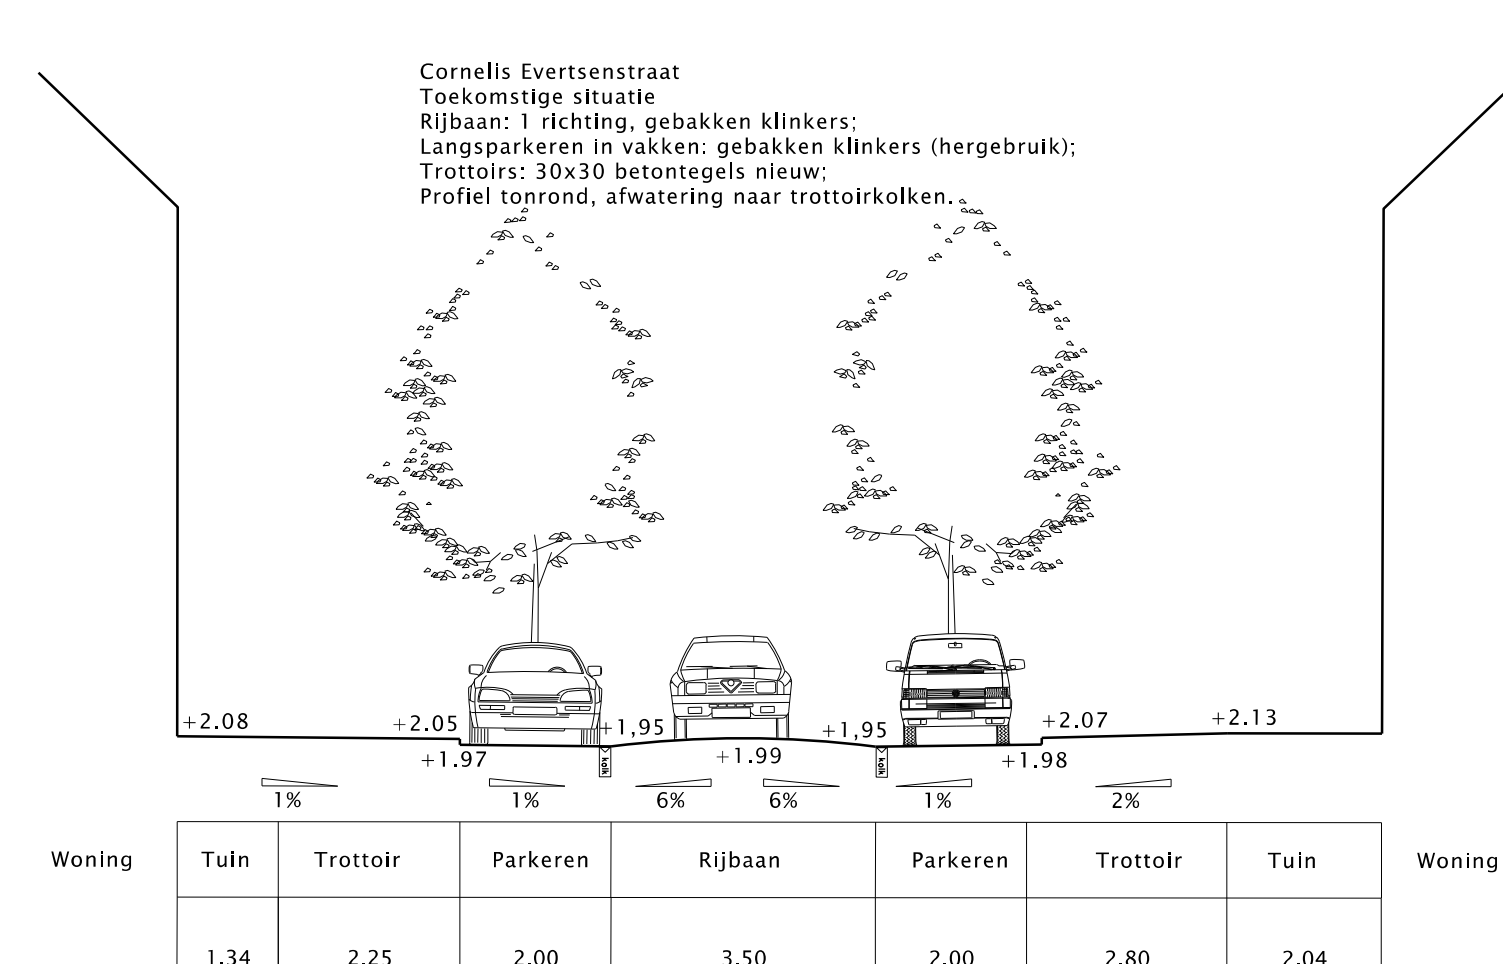 Cornelis Evertsenstraat
Toekomstige situatie
Rijbaan: 1 richting, gebakken klinkers;
Langsparkeren in vakken: gebakken klinkers (hergebruik);
Trottoirs: 30x30 betontegels nieuw;
Profiel tonrond, afwatering naar trottoirkolken.
+2.08 +2.05 +1,95 +1,95 +2.07 +2.13
+1.97 kolk +1.99 kolk +1.98
1% 1% 6% 6% 1% 2%
Woning Tuin Trottoir Parkeren Rijbaan Parkeren Trottoir Tuin Woning
1.34 2.25 2.00 3.50 2.00 2.80 2.04